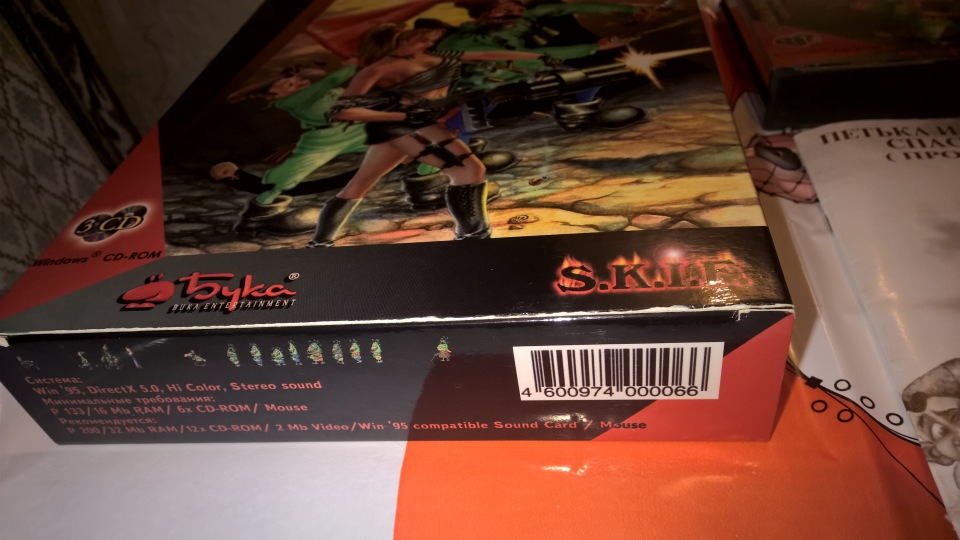 3 CD
Windows® CD-ROM
Бука®
BUKA ENTERTAINMENT
S.K.I.F.
Система:
Win '95, DirectX 5.0, Hi Color, Stereo sound
Минимальные требования:
P 133/16 Mb RAM/ 6x CD-ROM/ Mouse
Рекомендуется:
P 200/32 Mb RAM/12x CD-ROM/ 2 Mb Video/Win '95 compatible Sound Card / Mouse
4 600974 000066
ПЕТЬКА И
СПАС